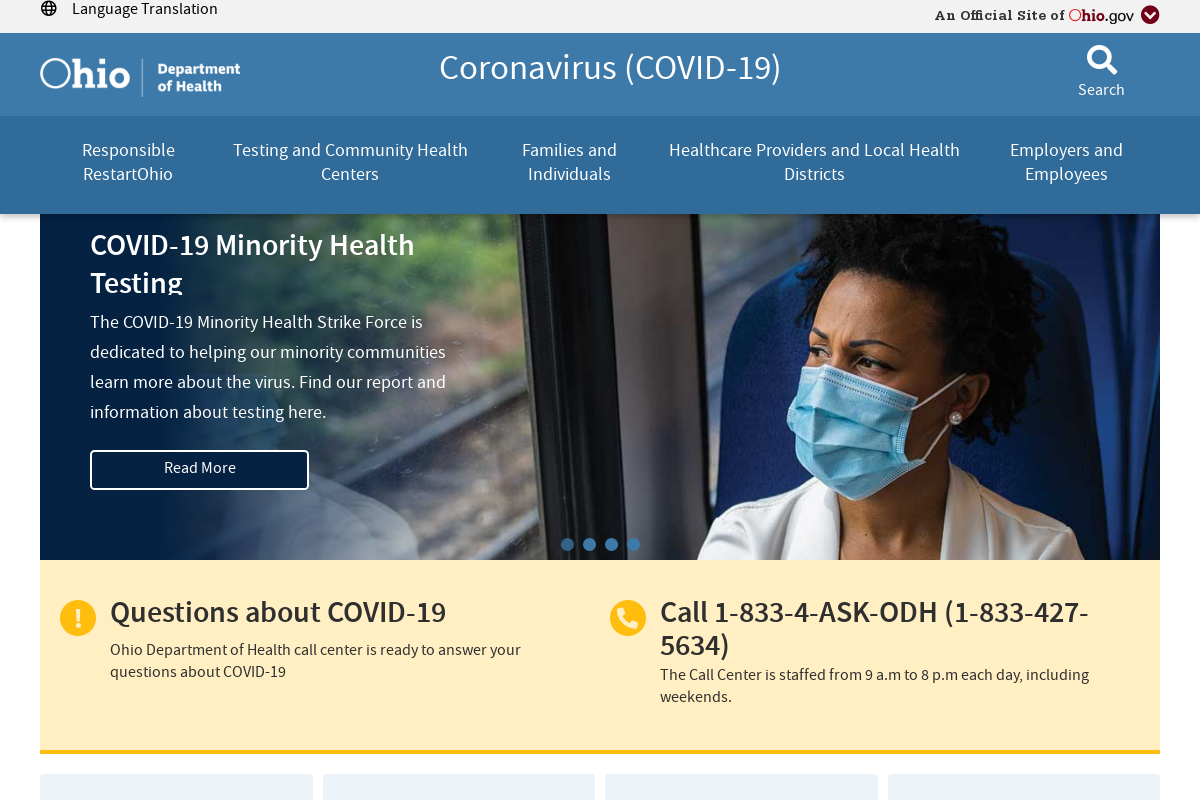 Language Translation
An Official Site of Ohio.gov
Ohio Department
of Health
Coronavirus (COVID-19)
Search
Responsible
RestartOhio
Testing and Community Health
Centers
Families and
Individuals
Healthcare Providers and Local Health
Districts
Employers and
Employees
COVID-19 Minority Health
Testing
The COVID-19 Minority Health Strike Force is
dedicated to helping our minority communities
learn more about the virus. Find our report and
information about testing here.
Read More
Questions about COVID-19
Ohio Department of Health call center is ready to answer your
questions about COVID-19
Call 1-833-4-ASK-ODH (1-833-427-
5634)
The Call Center is staffed from 9 a.m to 8 p.m each day, including
weekends.